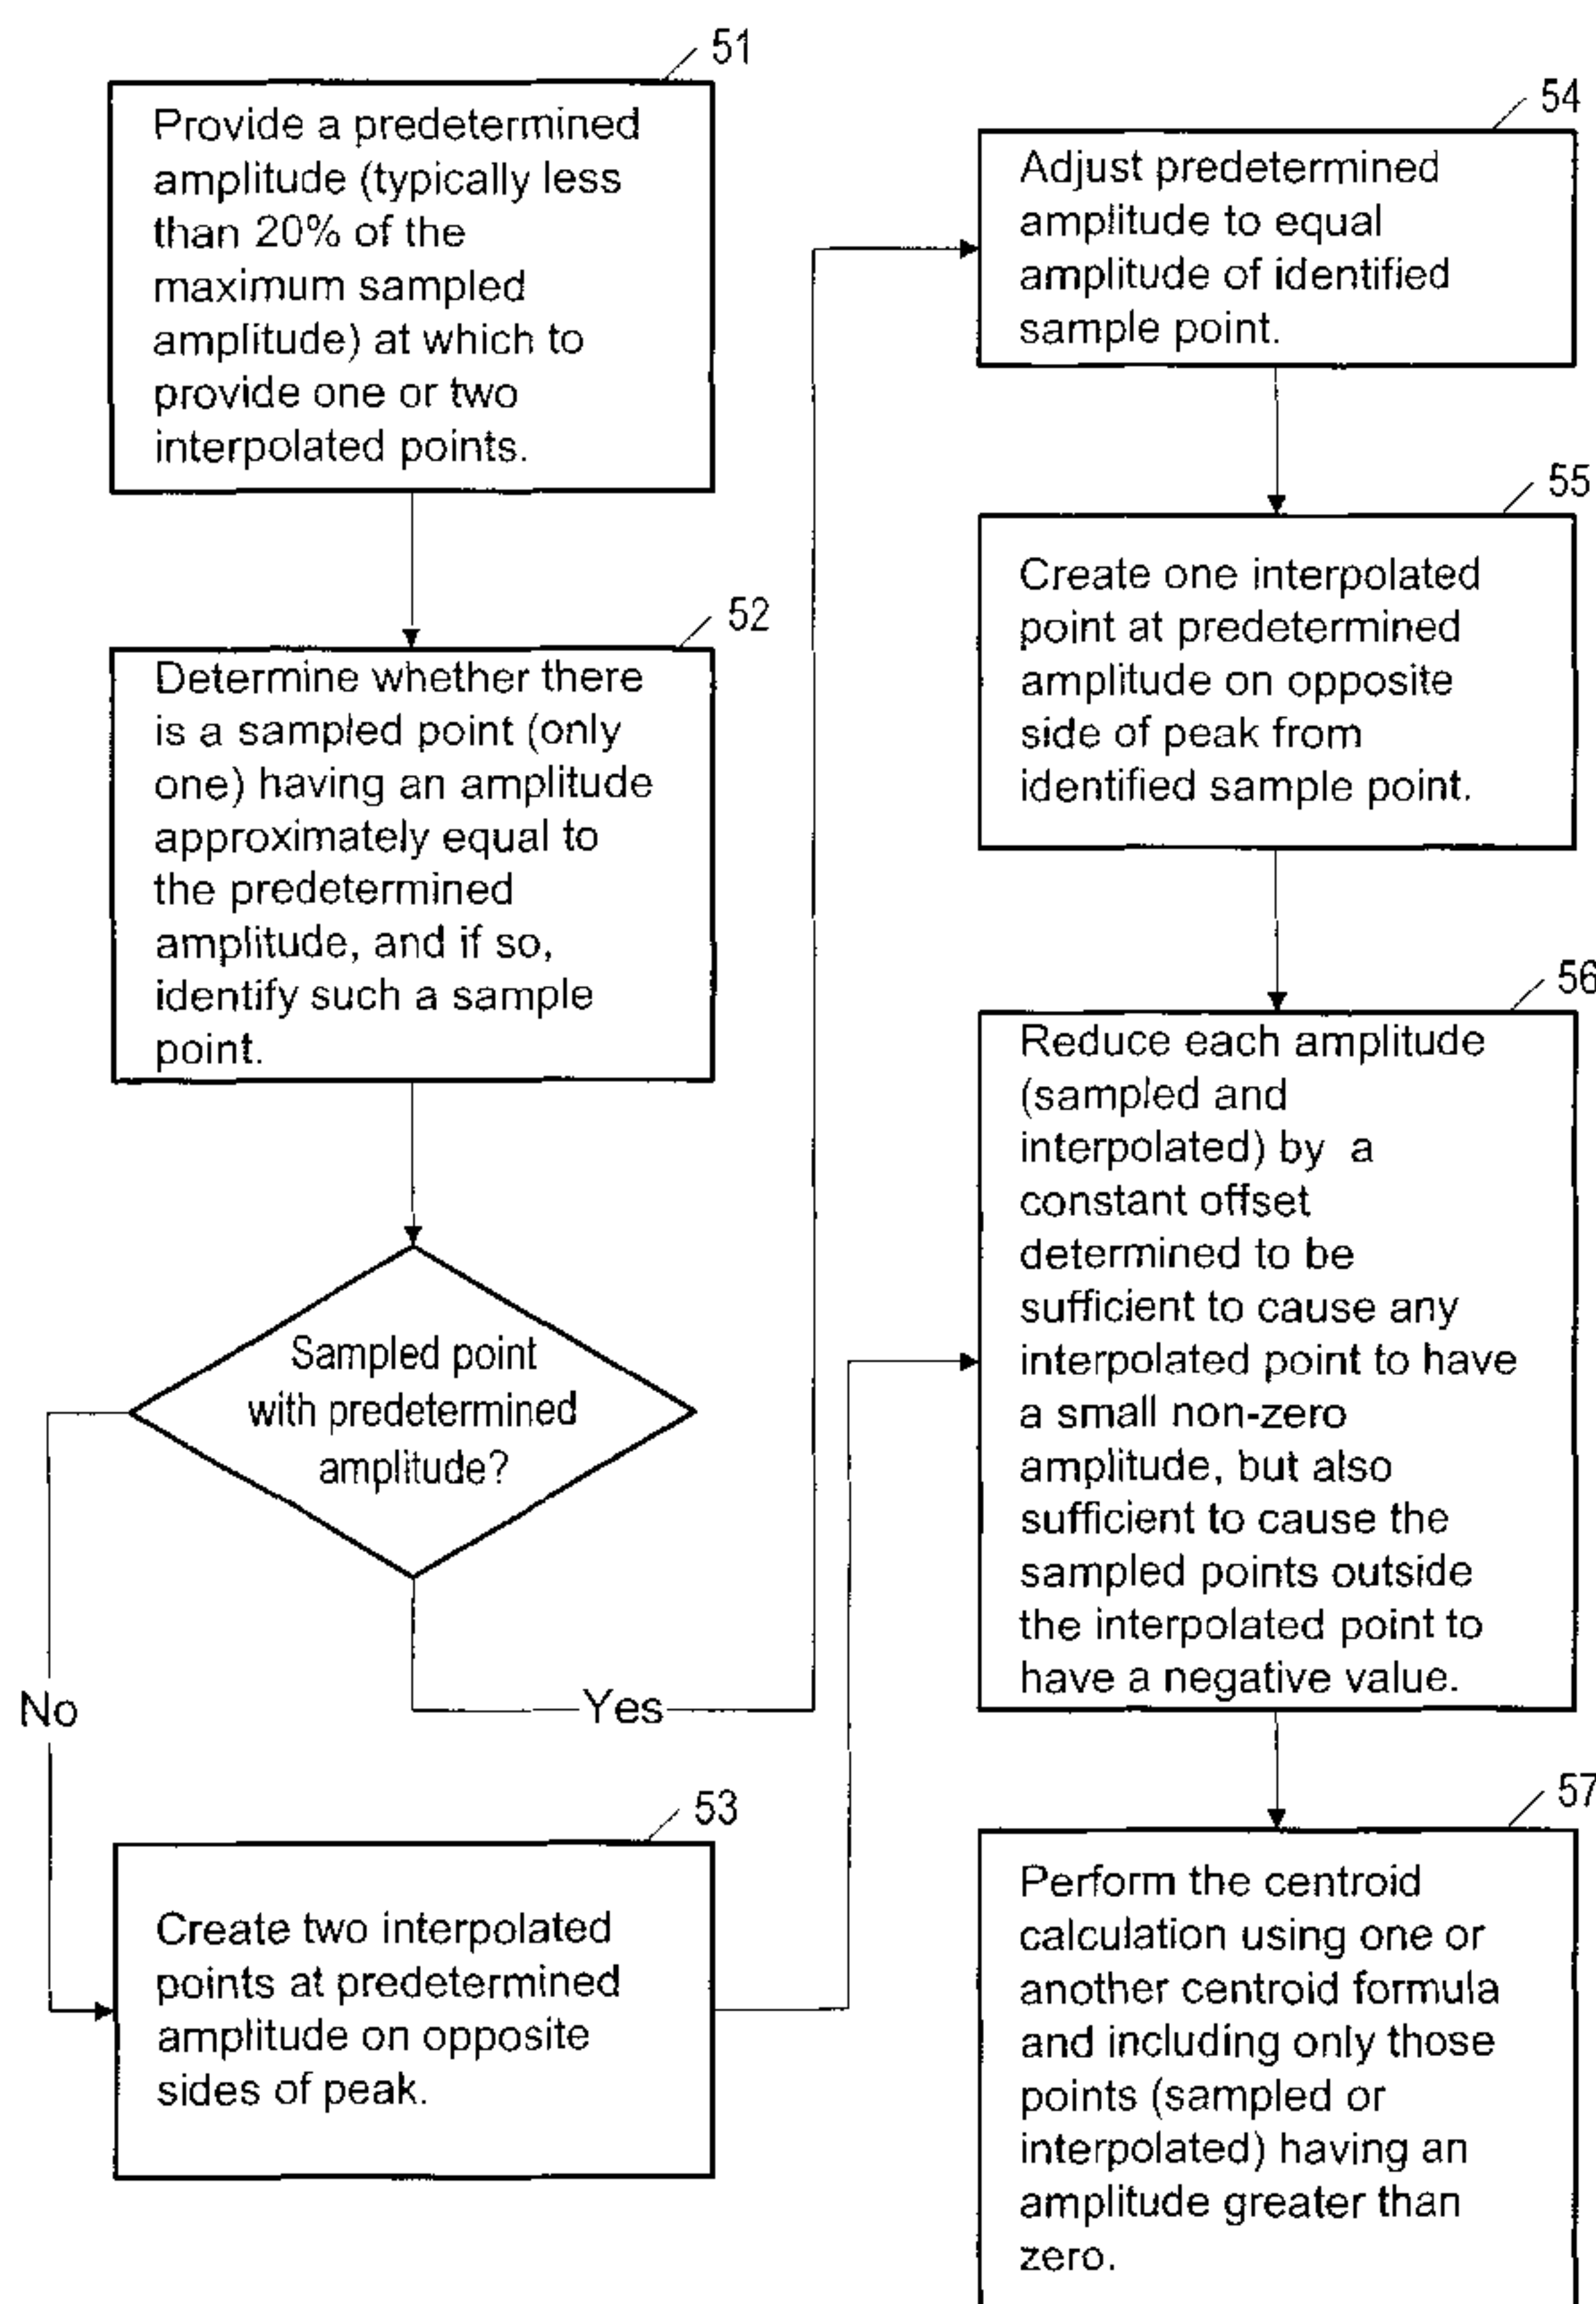 51
Provide a predetermined
amplitude (typically less
than 20% of the
maximum sampled
amplitude) at which to
provide one or two
interpolated points.
52
Determine whether there
is a sampled point (only
one) having an amplitude
approximately equal to
the predetermined
amplitude, and if so,
identify such a sample
point.
Sampled point
with predetermined
amplitude?
No
Yes
53
Create two interpolated
points at predetermined
amplitude on opposite
sides of peak.
54
Adjust predetermined
amplitude to equal
amplitude of identified
sample point.
55
Create one interpolated
point at predetermined
amplitude on opposite
side of peak from
identified sample point.
56
Reduce each amplitude
(sampled and
interpolated) by a
constant offset
determined to be
sufficient to cause any
interpolated point to have
a small non-zero
amplitude, but also
sufficient to cause the
sampled points outside
the interpolated point to
have a negative value.
57
Perform the centroid
calculation using one or
another centroid formula
and including only those
points (sampled or
interpolated) having an
amplitude greater than
zero.